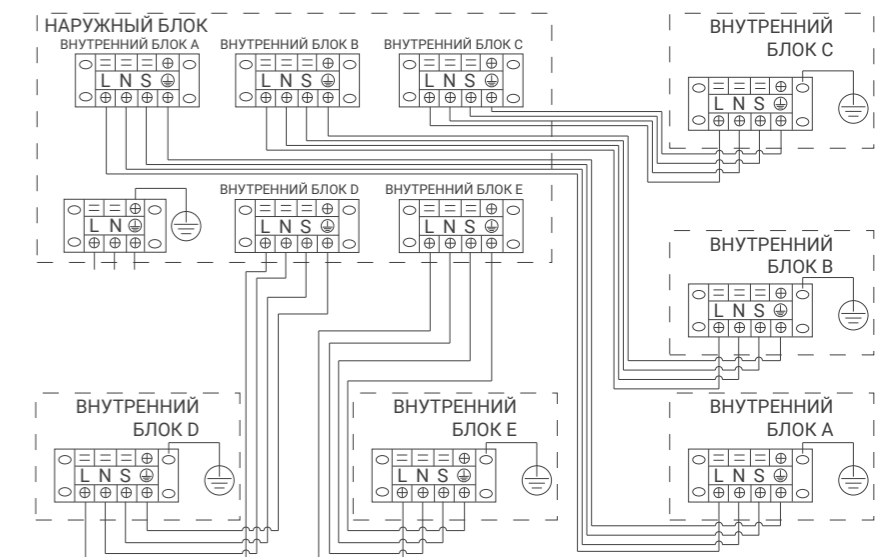 НАРУЖНЫЙ БЛОК
ВНУТРЕННИЙ БЛОК A
ВНУТРЕННИЙ БЛОК B
ВНУТРЕННИЙ БЛОК C
L N S
L N S
L N S
ВНУТРЕННИЙ
БЛОК C
L N S
ВНУТРЕННИЙ БЛОК D
ВНУТРЕННИЙ БЛОК E
L N
L N S
L N S
ВНУТРЕННИЙ
БЛОК B
L N S
ВНУТРЕННИЙ
БЛОК D
L N S
ВНУТРЕННИЙ
БЛОК E
L N S
ВНУТРЕННИЙ
БЛОК A
L N S